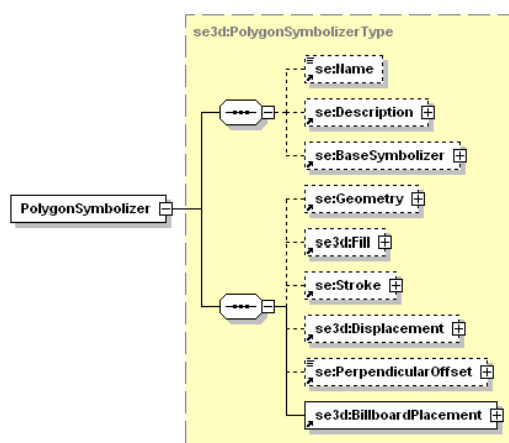 se3d:PolygonSymbolizerType
se:Name
se:Description
se:BaseSymbolizer
PolygonSymbolizer
se:Geometry
se3d:Fill
se:Stroke
se3d:Displacement
se:PerpendicularOffset
se3d:BillboardPlacement